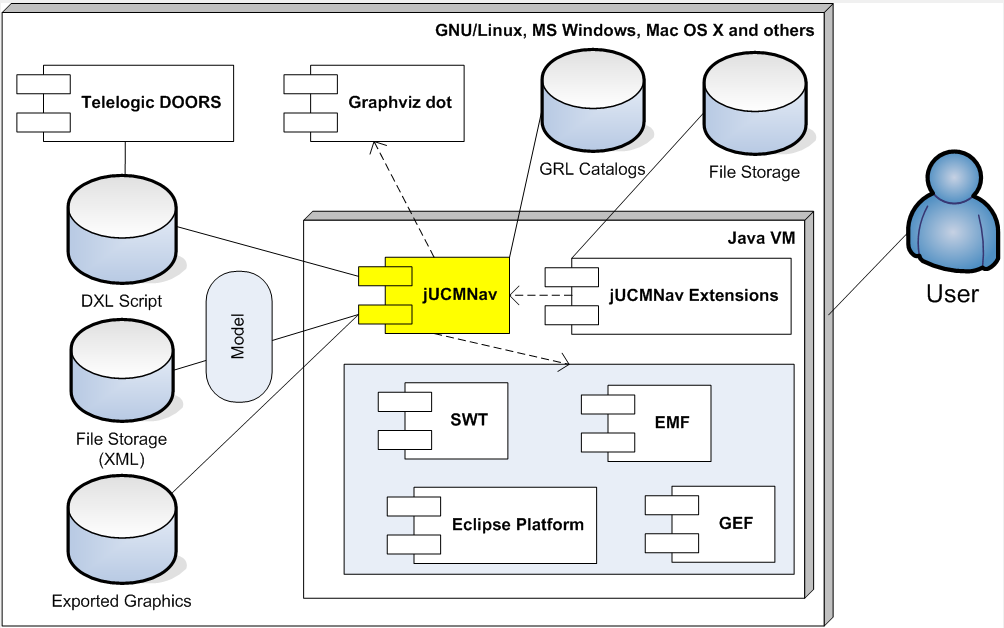 GNU/Linux, MS Windows, Mac OS X and others
Telelogic DOORS
Graphviz dot
GRL Catalogs
File Storage
Java VM
DXL Script
Model
jUCMNav
jUCMNav Extensions
User
File Storage
(XML)
SWT
EMF
Eclipse Platform
GEF
Exported Graphics